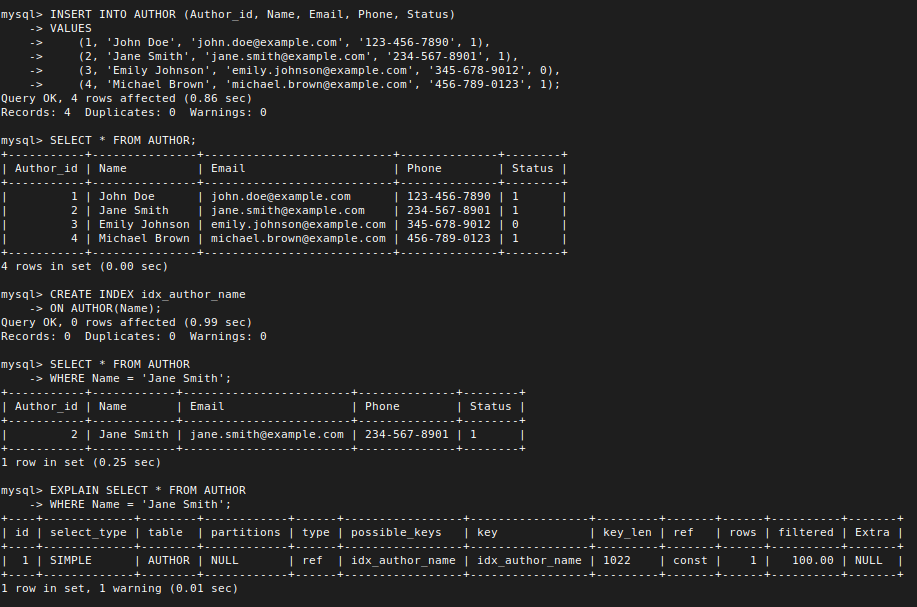 mysql> INSERT INTO AUTHOR (Author_id, Name, Email, Phone, Status)
    -> VALUES
    ->     (1, 'John Doe', 'john.doe@example.com', '123-456-7890', 1),
    ->     (2, 'Jane Smith', 'jane.smith@example.com', '234-567-8901', 1),
    ->     (3, 'Emily Johnson', 'emily.johnson@example.com', '345-678-9012', 0),
    ->     (4, 'Michael Brown', 'michael.brown@example.com', '456-789-0123', 1);
Query OK, 4 rows affected (0.86 sec)
Records: 4  Duplicates: 0  Warnings: 0

mysql> SELECT * FROM AUTHOR;
+-----------+---------------+---------------------------+--------------+--------+
| Author_id | Name          | Email                     | Phone        | Status |
+-----------+---------------+---------------------------+--------------+--------+
|         1 | John Doe      | john.doe@example.com      | 123-456-7890 | 1      |
|         2 | Jane Smith    | jane.smith@example.com    | 234-567-8901 | 1      |
|         3 | Emily Johnson | emily.johnson@example.com | 345-678-9012 | 0      |
|         4 | Michael Brown | michael.brown@example.com | 456-789-0123 | 1      |
+-----------+---------------+---------------------------+--------------+--------+
4 rows in set (0.00 sec)

mysql> CREATE INDEX idx_author_name
    -> ON AUTHOR(Name);
Query OK, 0 rows affected (0.99 sec)
Records: 0  Duplicates: 0  Warnings: 0

mysql> SELECT * FROM AUTHOR
    -> WHERE Name = 'Jane Smith';
+-----------+------------+------------------------+--------------+--------+
| Author_id | Name       | Email                  | Phone        | Status |
+-----------+------------+------------------------+--------------+--------+
|         2 | Jane Smith | jane.smith@example.com | 234-567-8901 | 1      |
+-----------+------------+------------------------+--------------+--------+
1 row in set (0.25 sec)

mysql> EXPLAIN SELECT * FROM AUTHOR
    -> WHERE Name = 'Jane Smith';
+----+-------------+--------+------------+------+-----------------+-----------------+---------+-------+------+----------+-------+
| id | select_type | table  | partitions | type | possible_keys   | key             | key_len | ref   | rows | filtered | Extra |
+----+-------------+--------+------------+------+-----------------+-----------------+---------+-------+------+----------+-------+
|  1 | SIMPLE      | AUTHOR | NULL       | ref  | idx_author_name | idx_author_name | 1022    | const |    1 |   100.00 | NULL  |
+----+-------------+--------+------------+------+-----------------+-----------------+---------+-------+------+----------+-------+
1 row in set, 1 warning (0.01 sec)